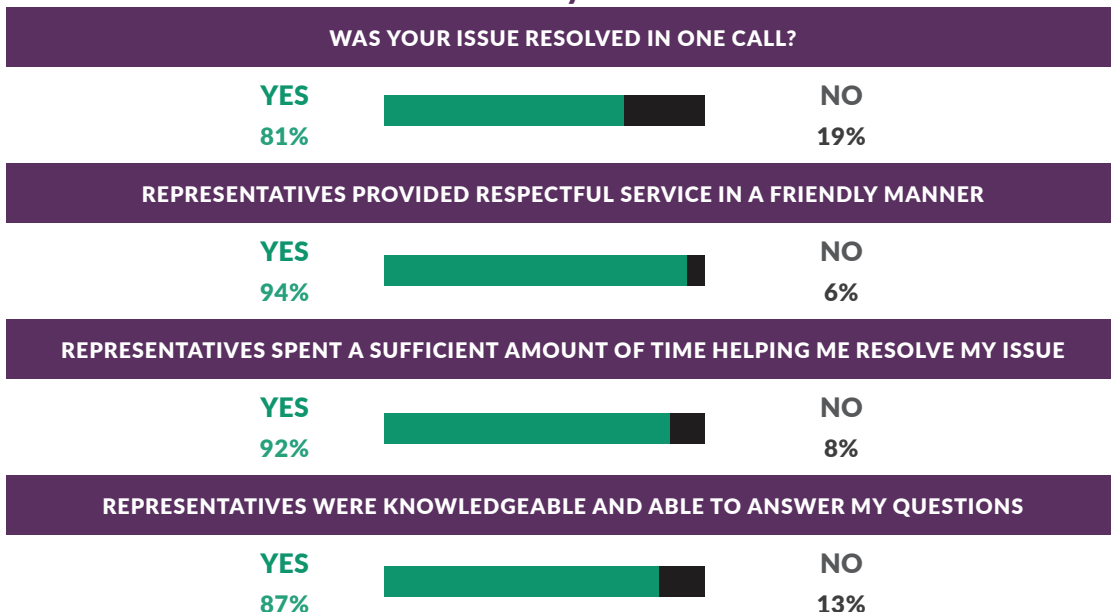 WAS YOUR ISSUE RESOLVED IN ONE CALL?
YES
NO
81%
19%
REPRESENTATIVES PROVIDED RESPECTFUL SERVICE IN A FRIENDLY MANNER
YES
NO
94%
6%
REPRESENTATIVES SPENT A SUFFICIENT AMOUNT OF TIME HELPING ME RESOLVE MY ISSUE
YES
NO
92%
8%
REPRESENTATIVES WERE KNOWLEDGEABLE AND ABLE TO ANSWER MY QUESTIONS
YES
NO
87%
13%